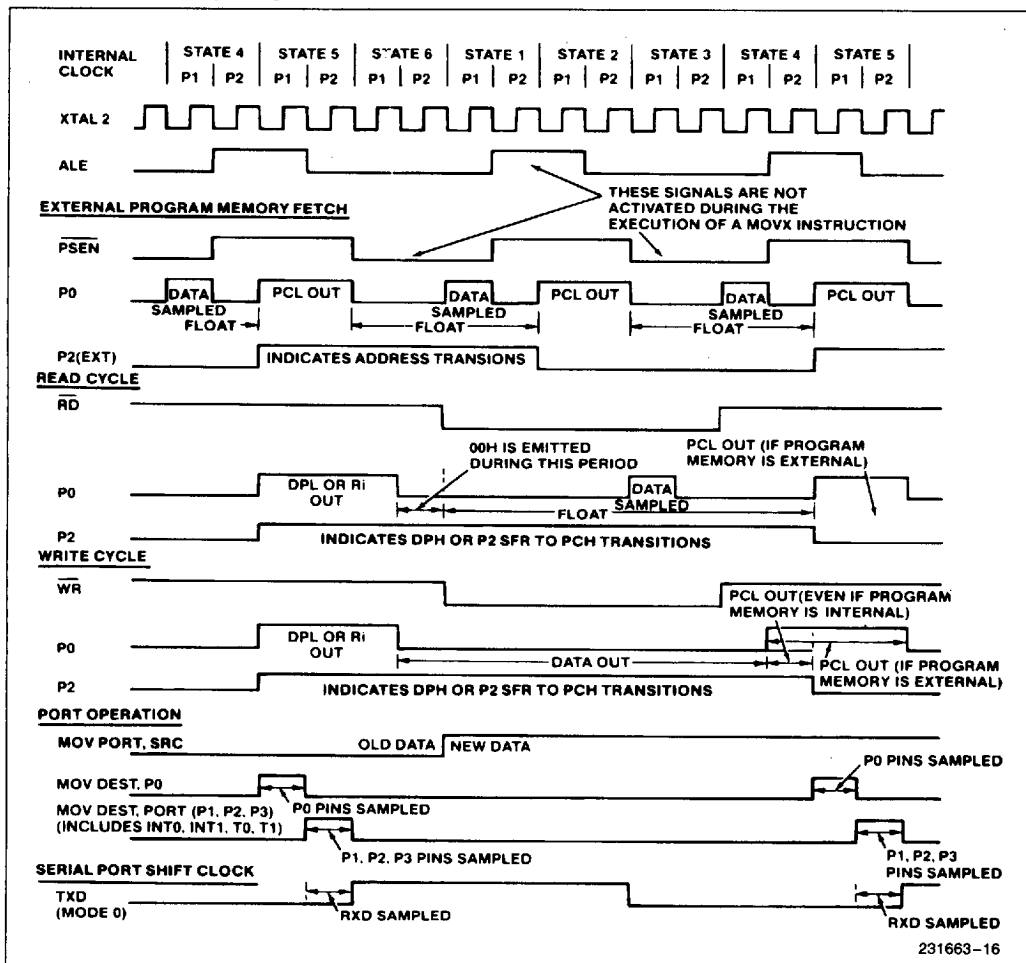 INTERNAL CLOCK
STATE 4 STATE 5 STATE 6 STATE 1 STATE 2 STATE 3 STATE 4 STATE 5
P1 P2 P1 P2 P1 P2 P1 P2 P1 P2 P1 P2 P1 P2 P1 P2
XTAL 2
ALE
THESE SIGNALS ARE NOT
ACTIVATED DURING THE
EXECUTION OF A MOVX INSTRUCTION
EXTERNAL PROGRAM MEMORY FETCH
PSEN
P0
DATA SAMPLED
FLOAT
PCL OUT
DATA SAMPLED
FLOAT
PCL OUT
DATA SAMPLED
FLOAT
PCL OUT
P2(EXT)
INDICATES ADDRESS TRANSIONS
READ CYCLE
RD
00H IS EMITTED
DURING THIS PERIOD
PCL OUT (IF PROGRAM
MEMORY IS EXTERNAL)
P0
DPL OR Ri
OUT
DATA
SAMPLED
FLOAT
P2
INDICATES DPH OR P2 SFR TO PCH TRANSITIONS
WRITE CYCLE
WR
PCL OUT(EVEN IF PROGRAM
MEMORY IS INTERNAL)
P0
DPL OR Ri
OUT
DATA OUT
PCL OUT (IF PROGRAM
MEMORY IS EXTERNAL)
P2
INDICATES DPH OR P2 SFR TO PCH TRANSITIONS
PORT OPERATION
MOV PORT, SRC
OLD DATA NEW DATA
MOV DEST, P0
P0 PINS SAMPLED
P0 PINS SAMPLED
MOV DEST, PORT (P1, P2, P3)
(INCLUDES INT0, INT1, T0, T1)
P1, P2, P3 PINS SAMPLED
P1, P2, P3
PINS SAMPLED
SERIAL PORT SHIFT CLOCK
TXD
(MODE 0)
RXD SAMPLED
RXD SAMPLED
231663–16